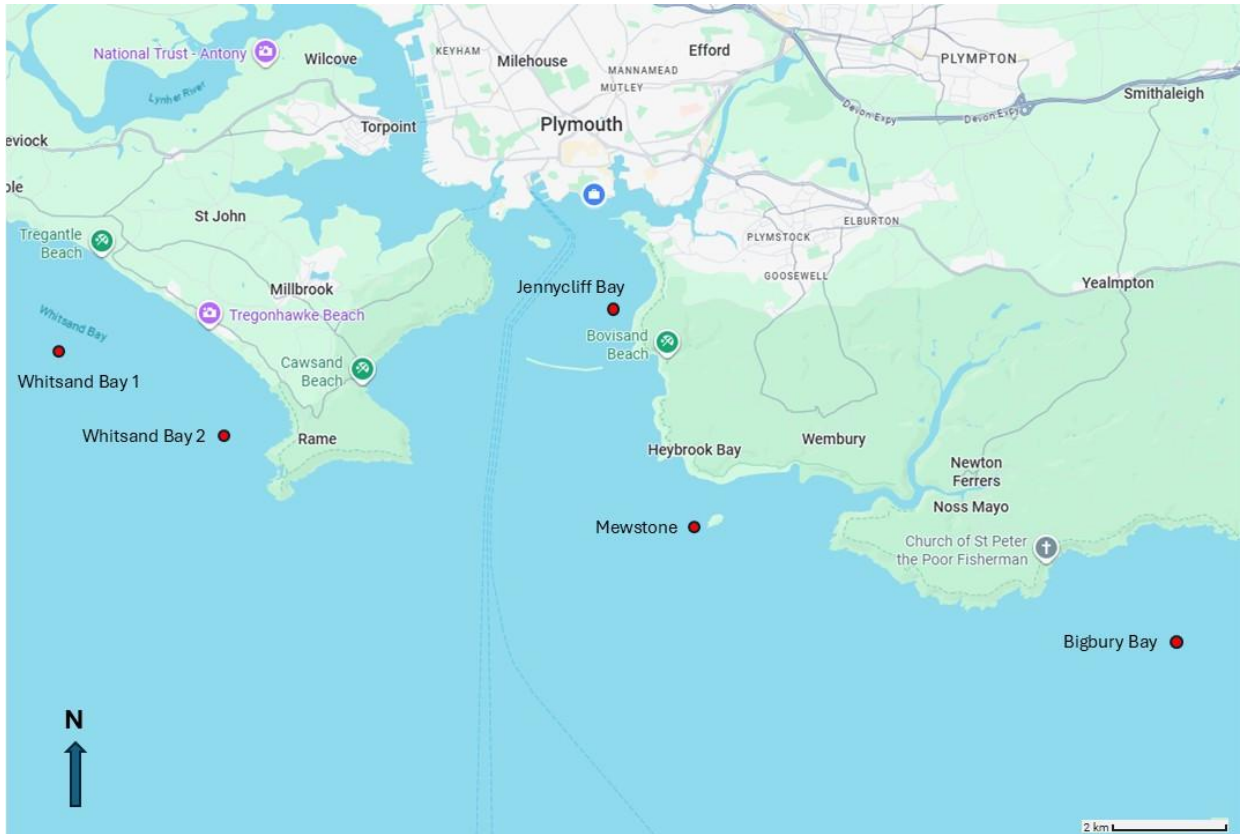 National Trust - Antony
Wilcove
KEYHAM
Milehouse
Efford
MANNAMEAD
MUTLEY
PLYMPTON
Smithaleigh
Lynher River
Devon Expy
Devon Expy
Torpoint
Plymouth
eviock
ole
St John
ELBURTON
PLYMSTOCK
Tregantle
Beach
GOOSEWELL
Millbrook
Jennycliff Bay
Yealmpton
Whitsand Bay
Tregonhawke Beach
Bovisand
Beach
Cawsand
Beach
Whitsand Bay 1
Whitsand Bay 2
Rame
Heybrook Bay
Wembury
Newton
Ferrers
Noss Mayo
Mewstone
Church of St Peter
the Poor Fisherman
Bigbury Bay
N
2 km